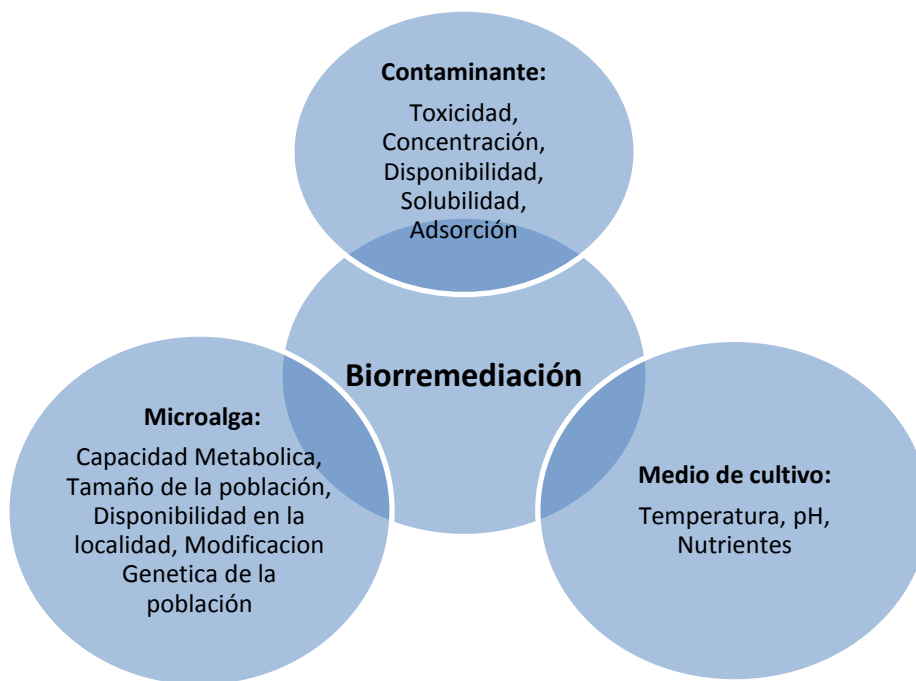 Contaminante:
Toxicidad,
Concentración,
Disponibilidad,
Solubilidad,
Adsorción
Biorremediación
Microalga:
Capacidad Metabolica,
Tamaño de la población,
Disponibilidad en la
localidad, Modificacion
Genetica de la
población
Medio de cultivo:
Temperatura, pH,
Nutrientes